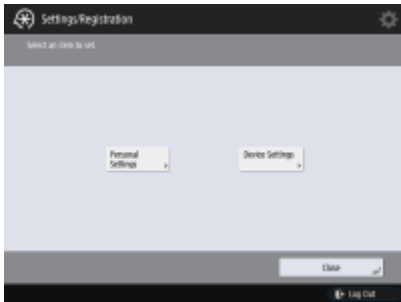 Settings/Registration
Select an item to set.
Personal
Settings
Device Settings
Close
Log Out